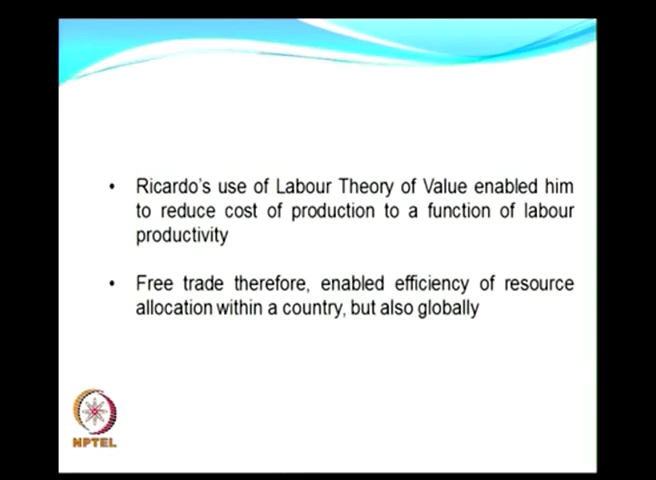 • Ricardo's use of Labour Theory of Value enabled him
to reduce cost of production to a function of labour
productivity
• Free trade therefore, enabled efficiency of resource
allocation within a country, but also globally
NPTEL